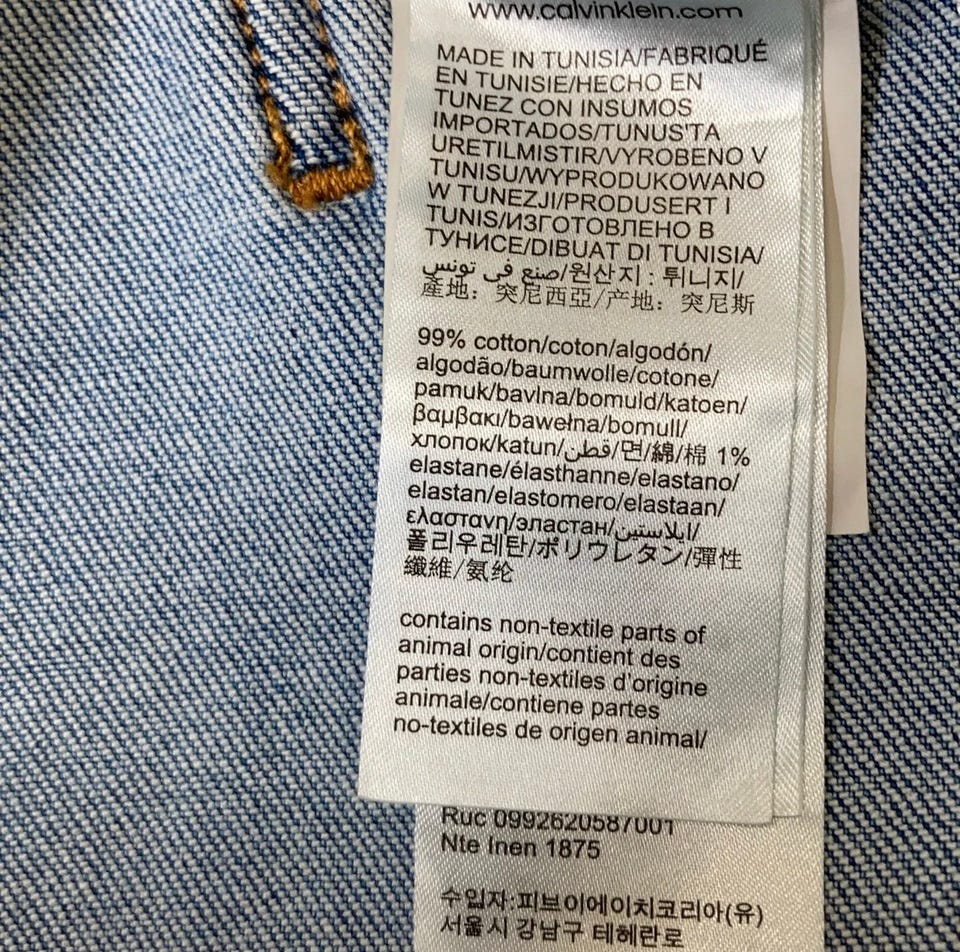 www.calvinklein.com
MADE IN TUNISIA/FABRIQUÉ
EN TUNISIE/HECHO EN
TUNEZ CON INSUMOS
IMPORTADOS/TUNUS'TA
URETILMISTIR/VYROBENO V
TUNISU/WYPRODUKOWANO
W TUNEZJI/PRODUSERT I
TUNIS/ИЗГОТОВЛЕНО В
ТУНИСЕ/DIBUAT DI TUNISIA/
صنع في تونس/원산지 : 튀니지/
產地：突尼西亞/产地：突尼斯
99% cotton/coton/algodón/
algodão/baumwolle/cotone/
pamuk/bavlna/bomuld/katoen/
βαμβακι/bawełna/bomull/
хлопок/katun/قطن/면/綿/棉 1%
elastane/élasthanne/elastano/
elastan/elastomero/elastaan/
ελαστανη/эластан/ايلاستين/
폴리우레탄/ポリウレタン/彈性
纖維/氨纶
contains non-textile parts of
animal origin/contient des
parties non-textiles d'origine
animale/contiene partes
no-textiles de origen animal/
Ruc 0992620587001
Nte Inen 1875
수입자:피브이에이치코리아(유)
서울시 강남구 테헤란로